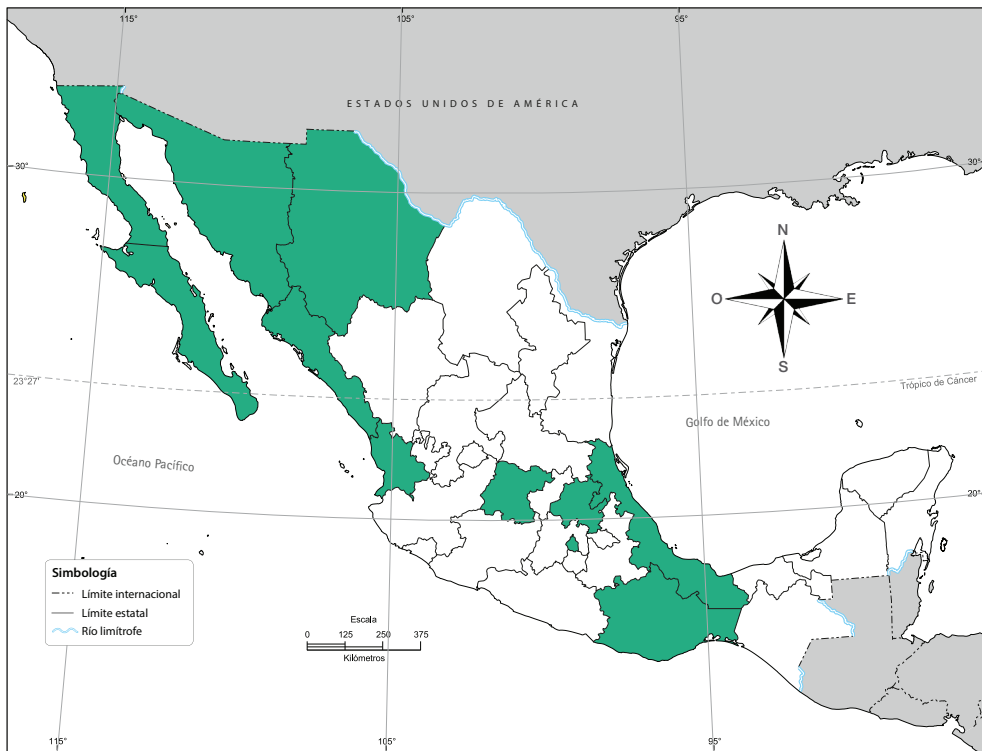 115°
105°
95°
ESTADOS UNIDOS DE AMÉRICA
30°
30°
N
O
E
S
23°27'
Trópico de Cáncer
Golfo de México
Océano Pacífico
20°
20°
Simbología
Límite internacional
Límite estatal
Río limítrofe
Escala
0 125 250 375
Kilómetros
115°
105°
95°